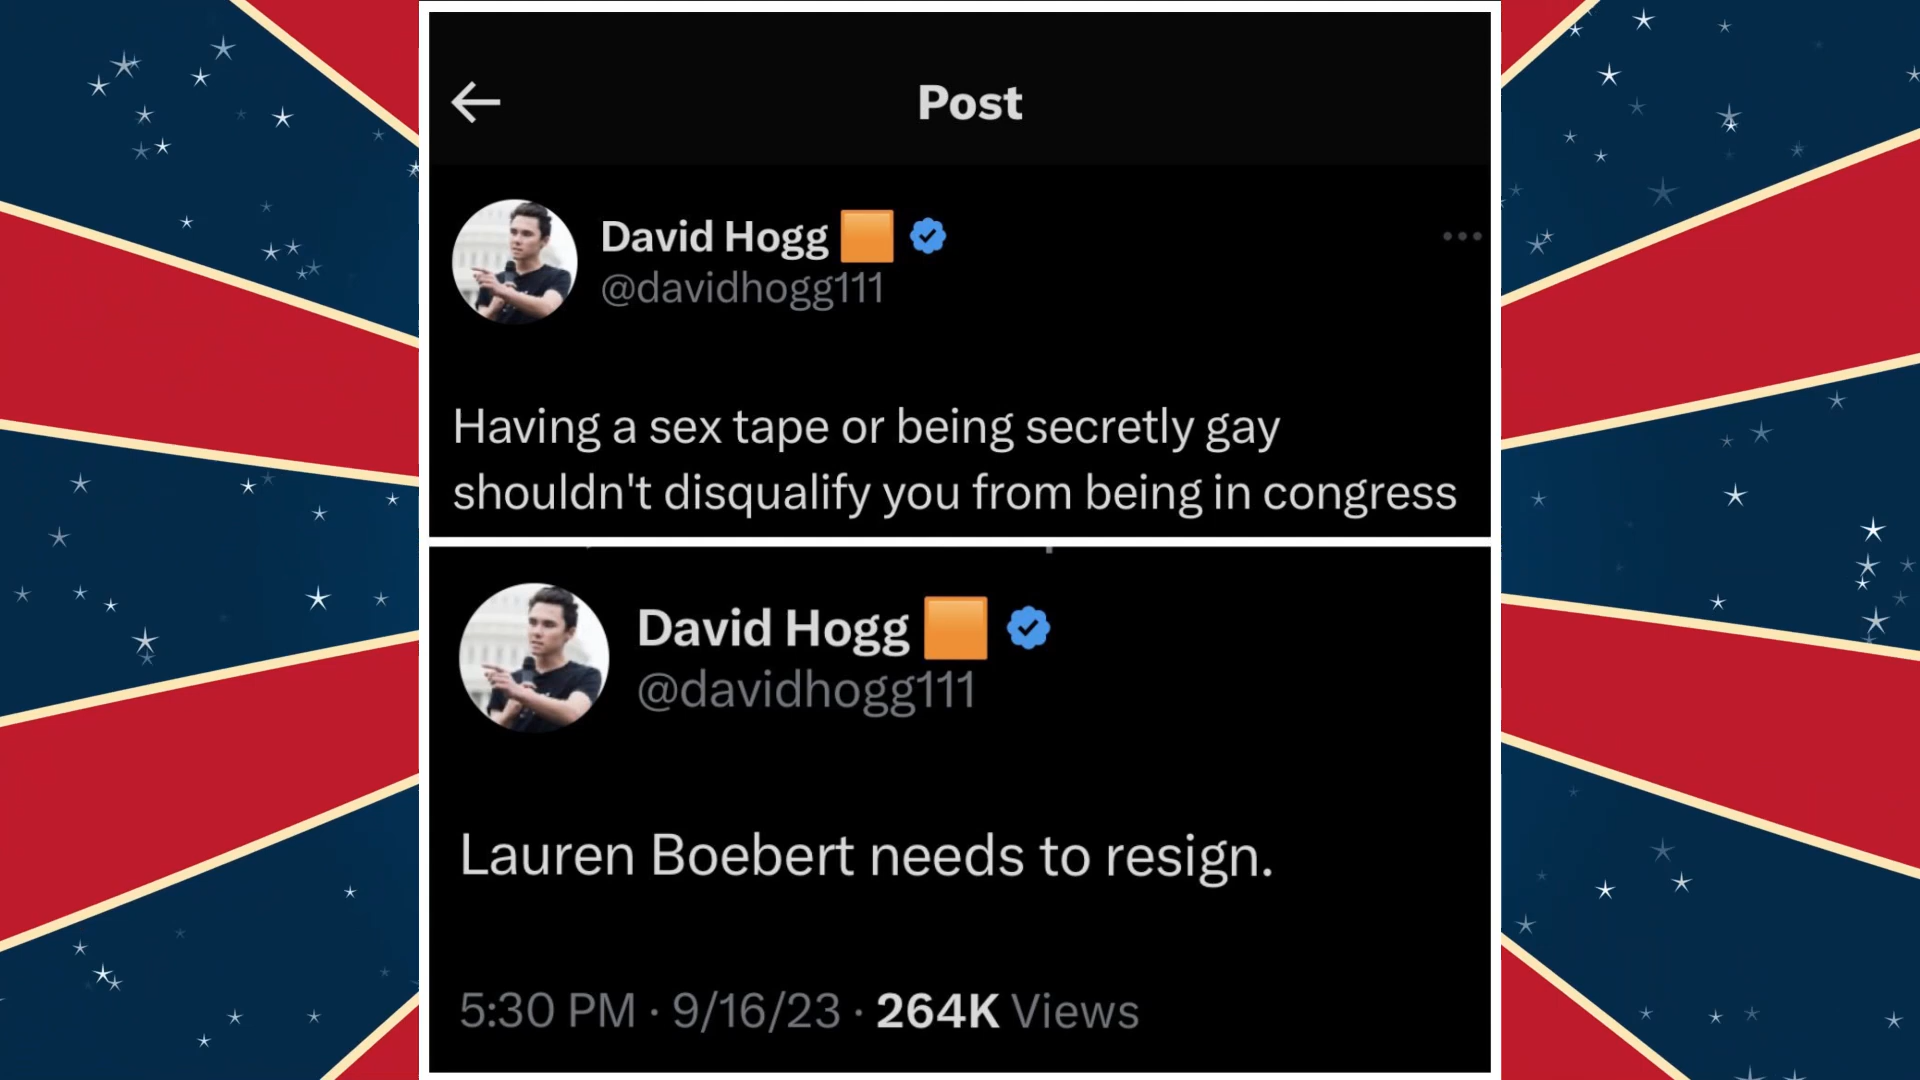 Post
David Hogg 🟧
@davidhogg111
Having a sex tape or being secretly gay
shouldn't disqualify you from being in congress
David Hogg 🟧
@davidhogg111
Lauren Boebert needs to resign.
5:30 PM · 9/16/23 · 264K Views